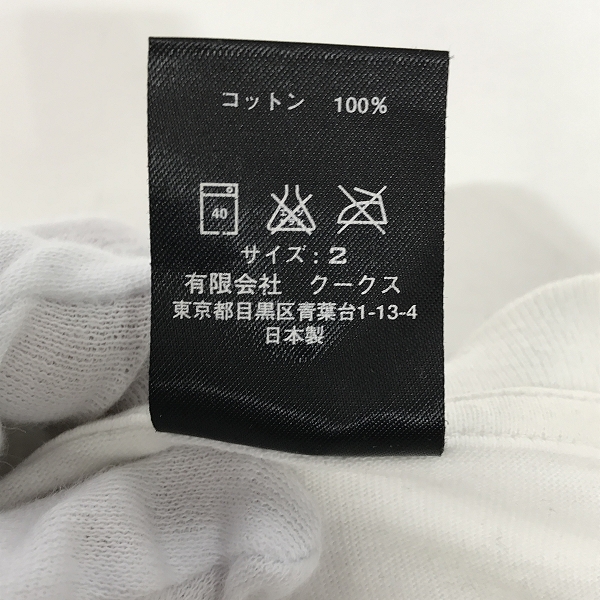 コットン 100%
40
サイズ:2
有限会社 クークス
東京都目黒区青葉台1-13-4
日本製